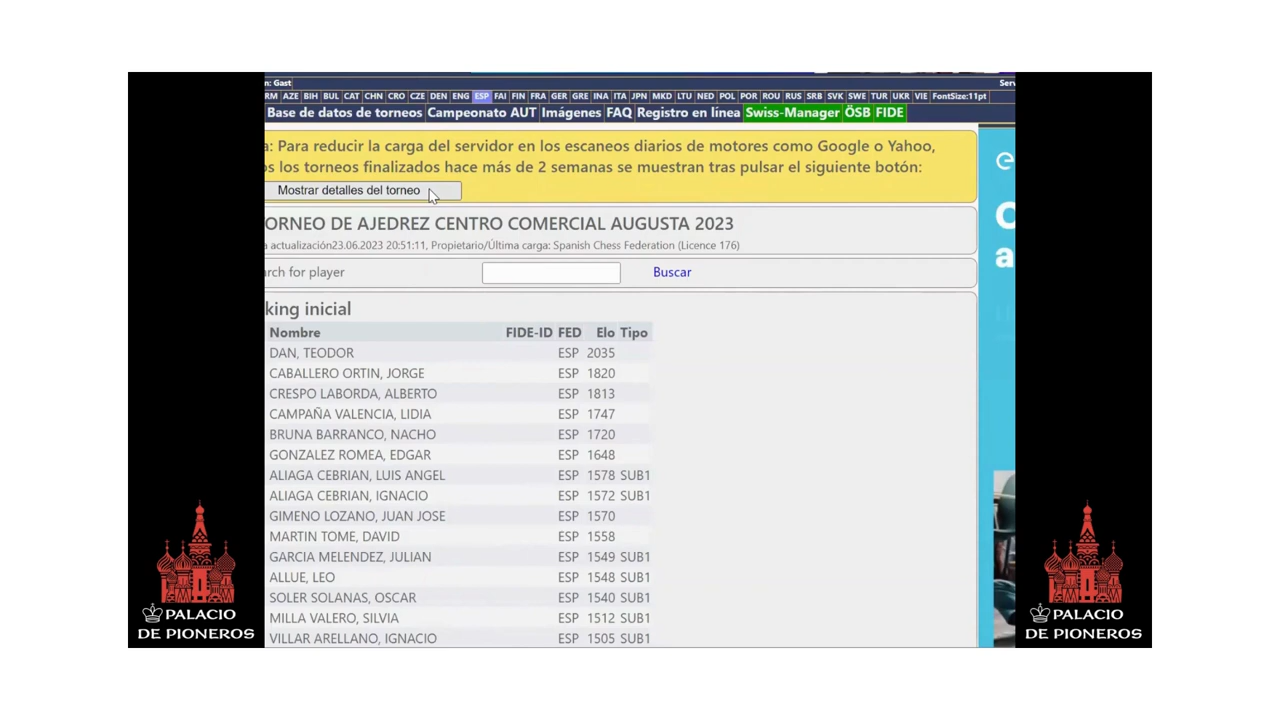 n: Gast
Ser
RM AZE BIH BUL CAT CHN CRO CZE DEN ENG ESP FAI FIN FRA GER GRE INA ITA JPN MKD LTU NED POL POR ROU RUS SRB SVK SWE TUR UKR VIE FontSize:11pt
Base de datos de torneos Campeonato AUT Imágenes FAQ Registro en línea Swiss-Manager ÖSB FIDE
a: Para reducir la carga del servidor en los escaneos diarios de motores como Google o Yahoo,
os los torneos finalizados hace más de 2 semanas se muestran tras pulsar el siguiente botón:
Mostrar detalles del torneo
ORNEO DE AJEDREZ CENTRO COMERCIAL AUGUSTA 2023
a actualización23.06.2023 20:51:11, Propietario/Última carga: Spanish Chess Federation (Licence 176)
rch for player Buscar
king inicial
Nombre FIDE-ID FED Elo Tipo
DAN, TEODOR ESP 2035
CABALLERO ORTIN, JORGE ESP 1820
CRESPO LABORDA, ALBERTO ESP 1813
CAMPAÑA VALENCIA, LIDIA ESP 1747
BRUNA BARRANCO, NACHO ESP 1720
GONZALEZ ROMEA, EDGAR ESP 1648
ALIAGA CEBRIAN, LUIS ANGEL ESP 1578 SUB1
ALIAGA CEBRIAN, IGNACIO ESP 1572 SUB1
GIMENO LOZANO, JUAN JOSE ESP 1570
MARTIN TOME, DAVID ESP 1558
GARCIA MELENDEZ, JULIAN ESP 1549 SUB1
ALLUE, LEO ESP 1548 SUB1
SOLER SOLANAS, OSCAR ESP 1540 SUB1
MILLA VALERO, SILVIA ESP 1512 SUB1
VILLAR ARELLANO, IGNACIO ESP 1505 SUB1
PALACIO
DE PIONEROS
PALACIO
DE PIONEROS